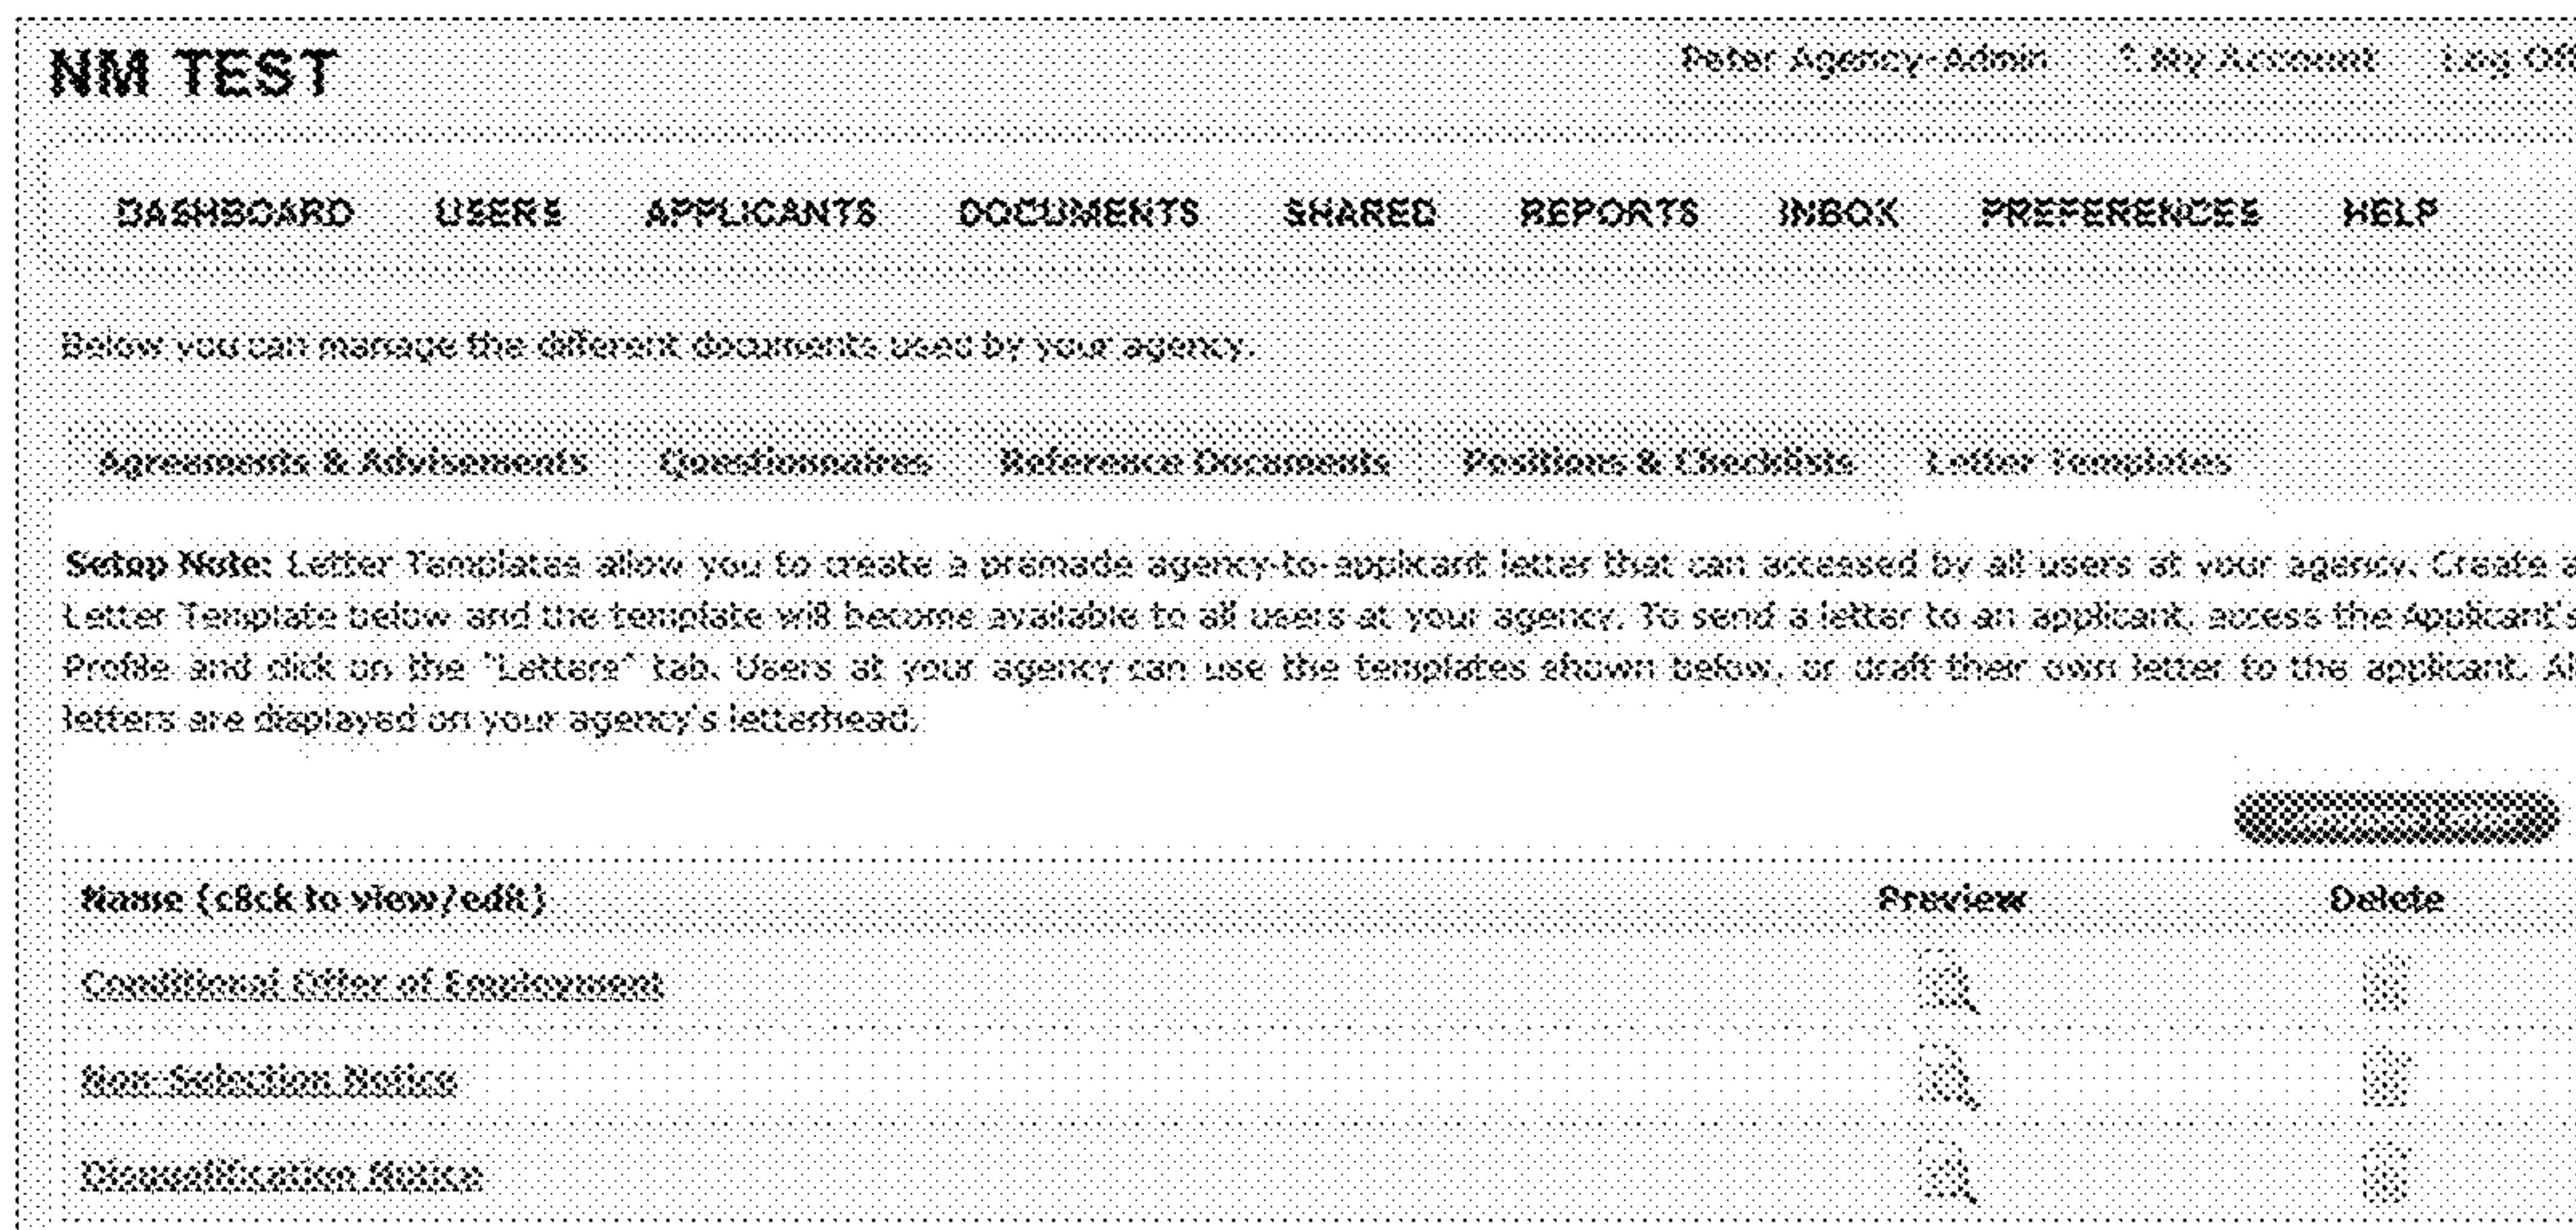 NM TEST
Peter Agency-Admin My Account Log Off
DASHBOARD USERS APPLICANTS DOCUMENTS SHARED REPORTS INBOX PREFERENCES HELP
Below you can manage the different documents used by your agency.
Agreements & Advisements Questionnaires Reference Documents Positions & Checklists Letter Templates
Setup Note: Letter Templates allow you to create a premade agency-to-applicant letter that can accessed by all users at your agency. Create a
Letter Template below and the template will become available to all users at your agency. To send a letter to an applicant, access the Applicant's
Profile and click on the "Letters" tab. Users at your agency can use the templates shown below, or draft their own letter to the applicant. All
letters are displayed on your agency's letterhead.
Name (click to view/edit) Preview Delete
Conditional Offer of Employment
Non-Selection Notice
Disqualification Notice